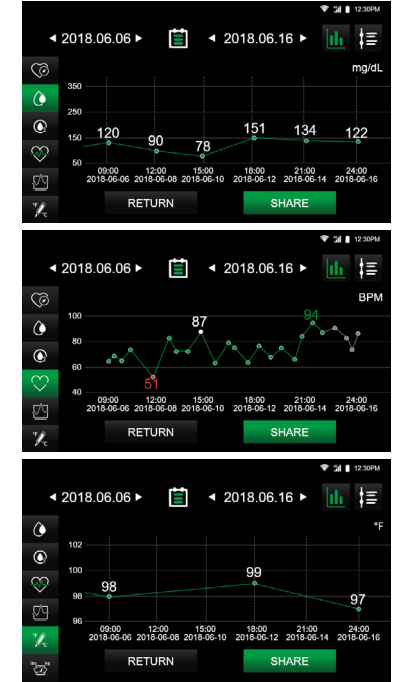 12:30PM
◄ 2018.06.06 ► ◄ 2018.06.16 ►
mg/dL
350
250
150
50
120 90 78 151 134 122
09:00 12:00 15:00 18:00 21:00 24:00
2018-06-06 2018-06-08 2018-06-10 2018-06-12 2018-06-14 2018-06-16
°F °C
RETURN SHARE
12:30PM
◄ 2018.06.06 ► ◄ 2018.06.16 ►
BPM
100
80
60
40
51 87 94
09:00 12:00 15:00 18:00 21:00 24:00
2018-06-06 2018-06-08 2018-06-10 2018-06-12 2018-06-14 2018-06-16
°F °C
RETURN SHARE
12:30PM
◄ 2018.06.06 ► ◄ 2018.06.16 ►
°F
102
100
98
96
98 99 97
09:00 12:00 15:00 18:00 21:00 24:00
2018-06-06 2018-06-08 2018-06-10 2018-06-12 2018-06-14 2018-06-16
°F °C
RETURN SHARE